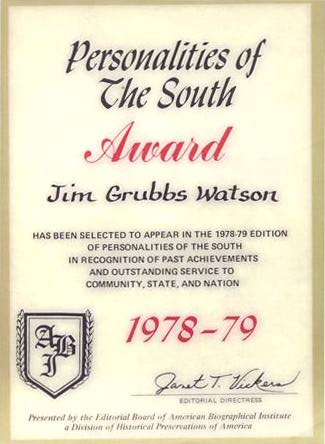 Personalities of
The South
Award
Jim Grubbs Watson
HAS BEEN SELECTED TO APPEAR IN THE 1978-79 EDITION
OF PERSONALITIES OF THE SOUTH
IN RECOGNITION OF PAST ACHIEVEMENTS
AND OUTSTANDING SERVICE TO
COMMUNITY, STATE, AND NATION
1978-79
ABI
Janet T. Vickers
EDITORIAL DIRECTRESS
Presented by the Editorial Board of American Biographical Institute
a Division of Historical Preservations of America